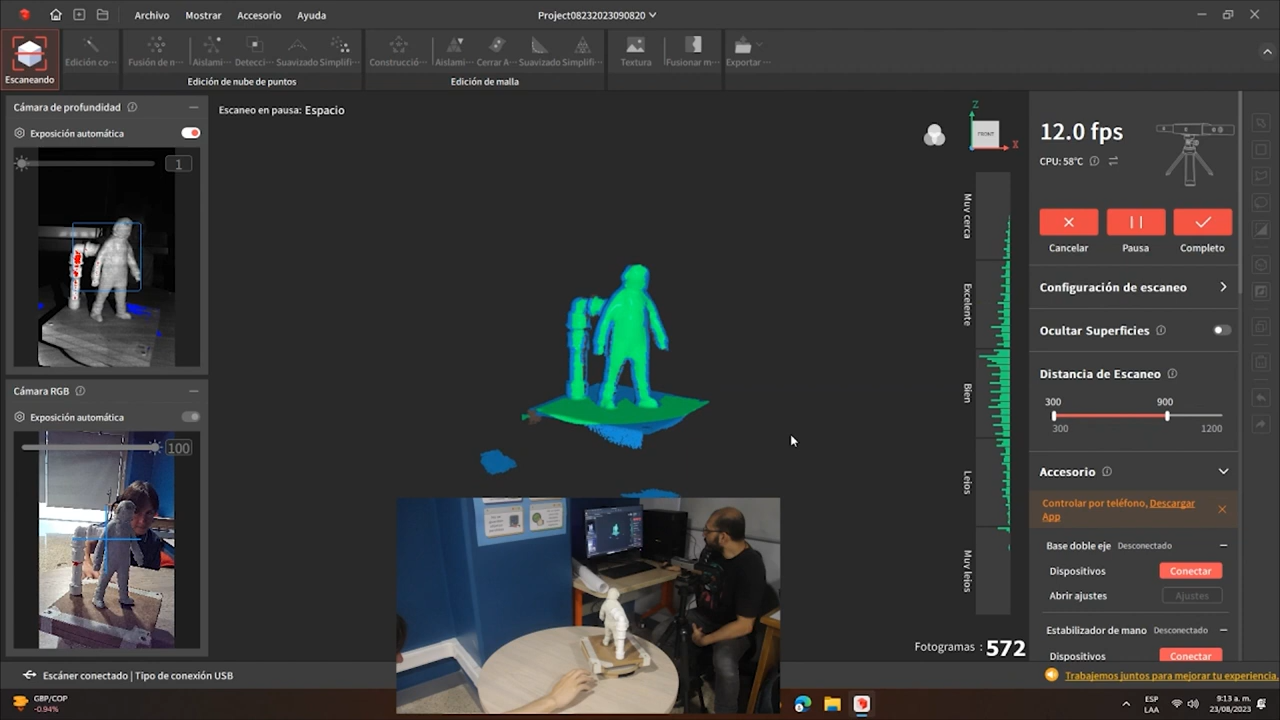 Archivo Mostrar Accesorio Ayuda
Project08232023090820
Escaneando
Edición co···
Fusión de n···
Aislami···
Detecci···
Suavizado
Simplifi···
Construcció···
Aislami···
Cerrar A···
Suavizado
Simplifi···
Textura
Fusionar m···
Exportar ···
Edición de nube de puntos
Edición de malla
Cámara de profundidad
Exposición automática
1
Cámara RGB
Exposición automática
100
Escaneo en pausa: Espacio
Z
FRONT
X
Muy cerca
Excelente
Bien
Lejos
Muy lejos
Fotogramas : 572
12.0 fps
CPU: 58°C
Cancelar
Pausa
Completo
Configuración de escaneo
Ocultar Superficies
Distancia de Escaneo
300 900
300 1200
Accesorio
Controlar por teléfono, Descargar
App
Base doble eje Desconectado
Dispositivos Conectar
Abrir ajustes Ajustes
Estabilizador de mano Desconectado
Dispositivos Conectar
Escáner conectado | Tipo de conexión USB
Trabajemos juntos para mejorar tu experiencia.
GBP/COP
-0.94%
ESP
LAA
9:13 a. m.
23/08/2023